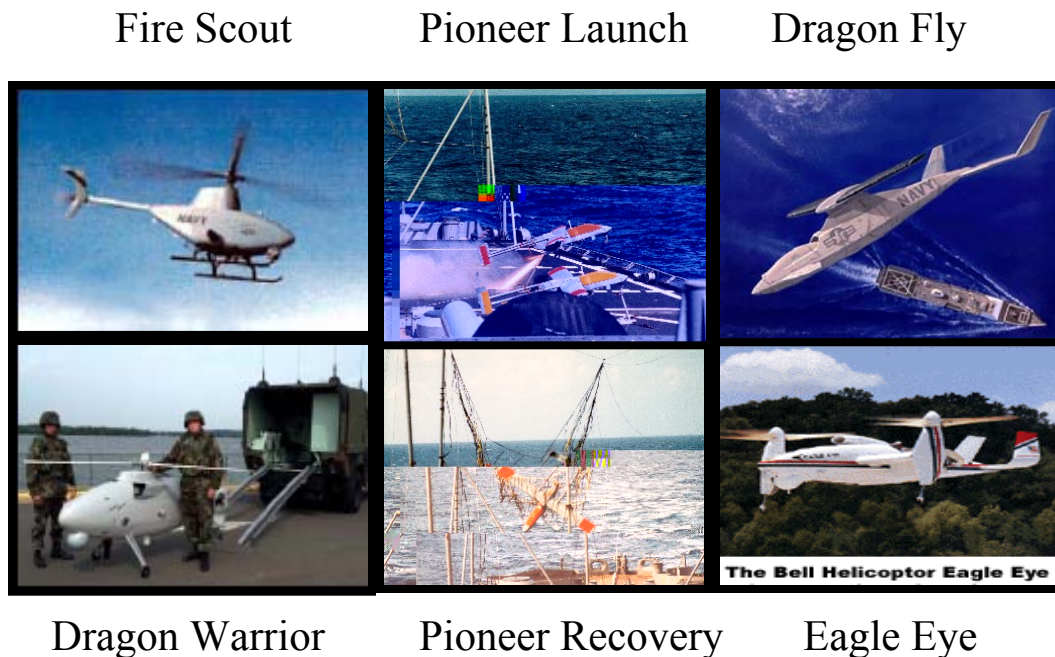 Fire Scout Pioneer Launch Dragon Fly
NAVY
NAVY
The Bell Helicoptor Eagle Eye
Dragon Warrior Pioneer Recovery Eagle Eye